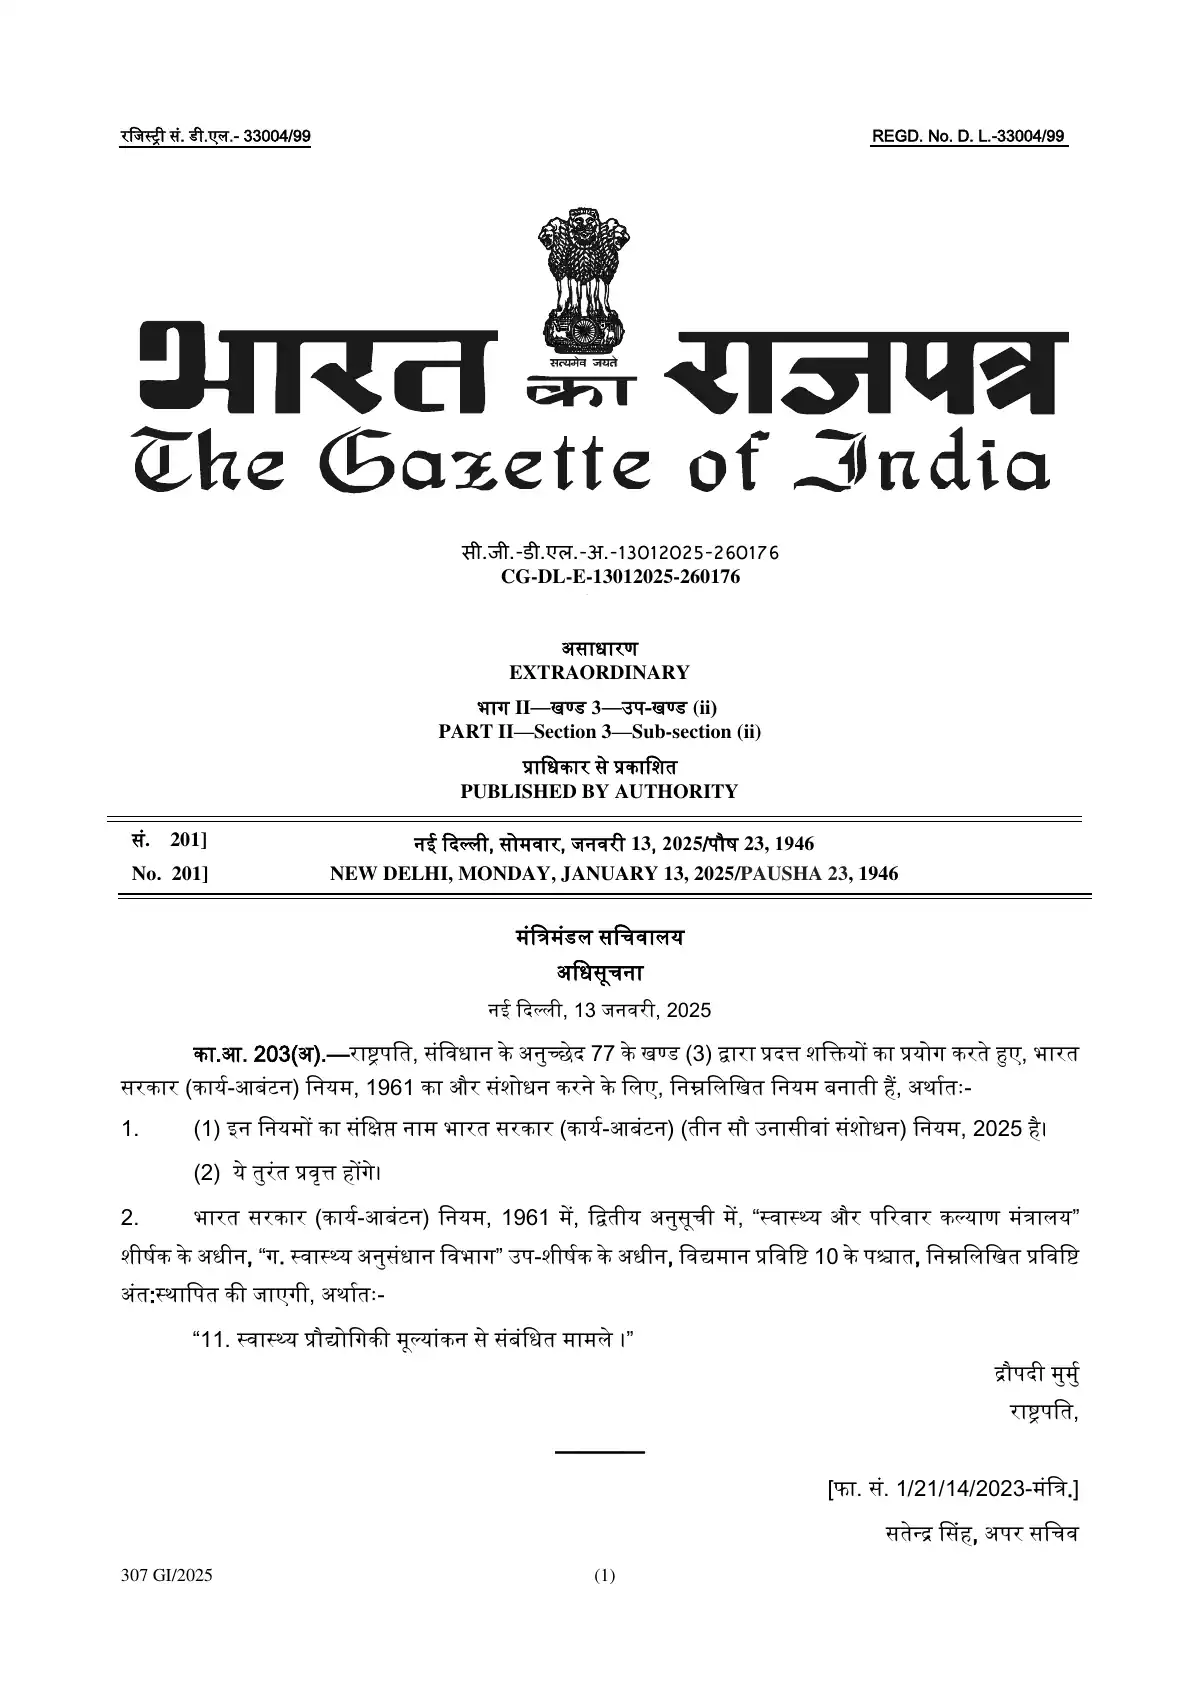 रजिस्ट्री सं. डी.एल.- 33004/99
REGD. No. D. L.-33004/99
सत्यमेव जयते
भारत का राजपत्र
The Gazette of India
सी.जी.-डी.एल.-अ.-13012025-260176
CG-DL-E-13012025-260176
असाधारण
EXTRAORDINARY
भाग II—खण्ड 3—उप-खण्ड (ii)
PART II—Section 3—Sub-section (ii)
प्राधिकार से प्रकाशित
PUBLISHED BY AUTHORITY
सं. 201] नई दिल्ली, सोमवार, जनवरी 13, 2025/पौष 23, 1946
No. 201] NEW DELHI, MONDAY, JANUARY 13, 2025/PAUSHA 23, 1946
मंत्रिमंडल सचिवालय
अधिसूचना
नई दिल्ली, 13 जनवरी, 2025
का.आ. 203(अ).—राष्ट्रपति, संविधान के अनुच्छेद 77 के खण्ड (3) द्वारा प्रदत्त शक्तियों का प्रयोग करते हुए, भारत
सरकार (कार्य-आबंटन) नियम, 1961 का और संशोधन करने के लिए, निम्नलिखित नियम बनाती हैं, अर्थातः-
1. (1) इन नियमों का संक्षिप्त नाम भारत सरकार (कार्य-आबंटन) (तीन सौ उनासीवां संशोधन) नियम, 2025 है।
(2) ये तुरंत प्रवृत्त होंगे।
2. भारत सरकार (कार्य-आबंटन) नियम, 1961 में, द्वितीय अनुसूची में, “स्वास्थ्य और परिवार कल्याण मंत्रालय”
शीर्षक के अधीन, “ग. स्वास्थ्य अनुसंधान विभाग” उप-शीर्षक के अधीन, विद्यमान प्रविष्टि 10 के पश्चात, निम्नलिखित प्रविष्टि
अंत:स्थापित की जाएगी, अर्थातः-
“11. स्वास्थ्य प्रौद्योगिकी मूल्यांकन से संबंधित मामले ।”
द्रौपदी मुर्मु
राष्ट्रपति,
[फा. सं. 1/21/14/2023-मंत्रि.]
सतेन्द्र सिंह, अपर सचिव
307 GI/2025 (1)